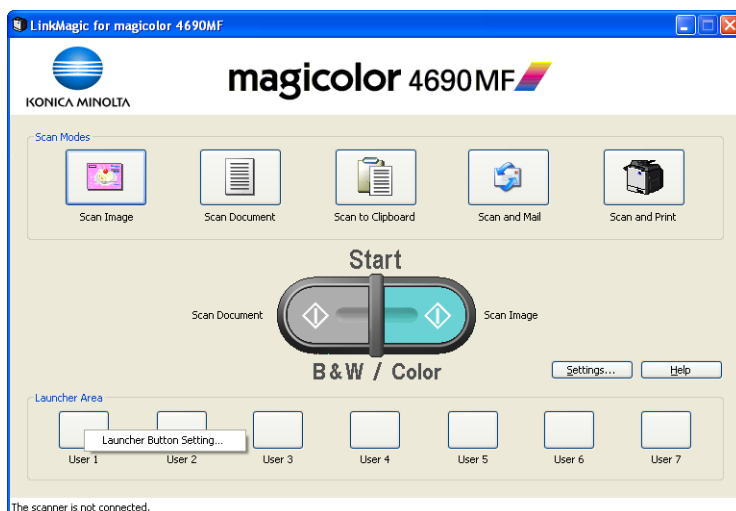 LinkMagic for magicolor 4690MF
KONICA MINOLTA
magicolor 4690MF
Scan Modes
Scan Image
Scan Document
Scan to Clipboard
Scan and Mail
Scan and Print
Start
Scan Document
Scan Image
B&W / Color
Settings...
Help
Launcher Area
Launcher Button Setting...
User 1
User 2
User 3
User 4
User 5
User 6
User 7
The scanner is not connected.